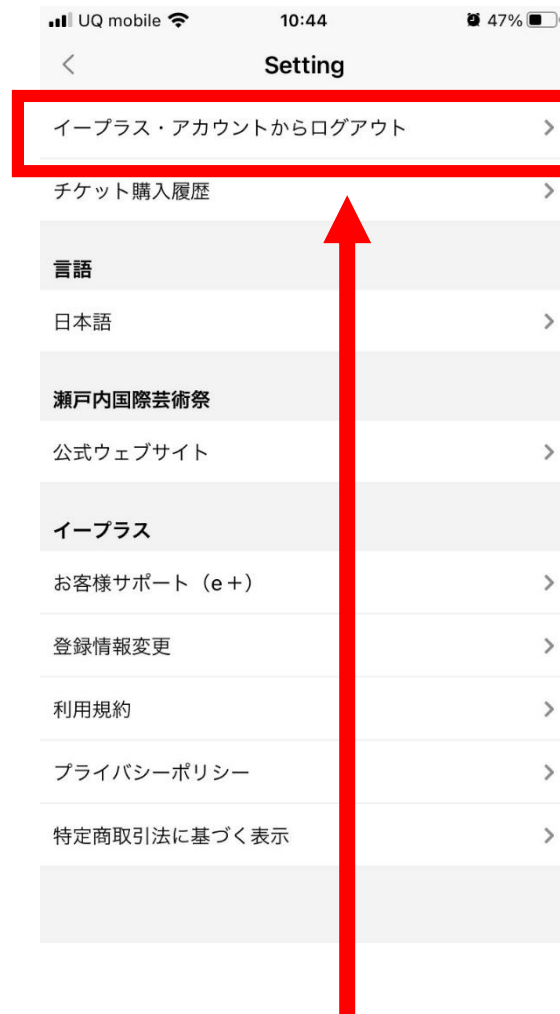 UQ mobile 10:44 47%
Setting
イープラス・アカウントからログアウト
チケット購入履歴
言語
日本語
瀬戸内国際芸術祭
公式ウェブサイト
イープラス
お客様サポート（e＋）
登録情報変更
利用規約
プライバシーポリシー
特定商取引法に基づく表示